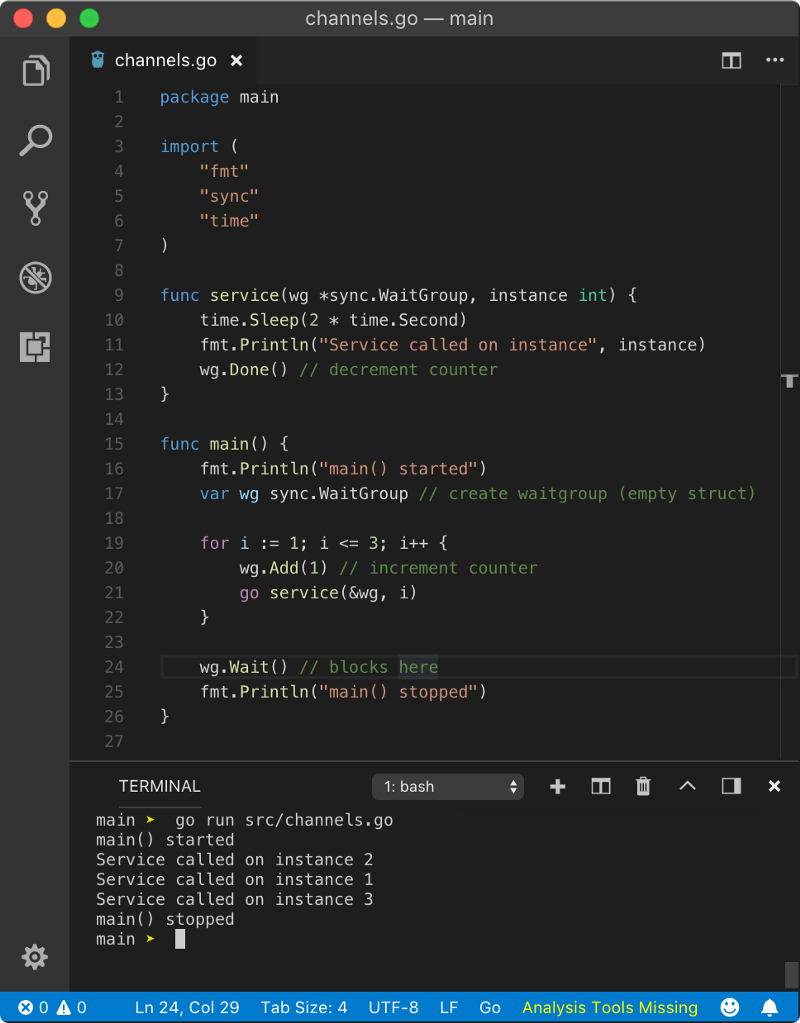 channels.go — main
channels.go
1 package main
2
3 import (
4     "fmt"
5     "sync"
6     "time"
7 )
8
9 func service(wg *sync.WaitGroup, instance int) {
10     time.Sleep(2 * time.Second)
11     fmt.Println("Service called on instance", instance)
12     wg.Done() // decrement counter
13 }
14
15 func main() {
16     fmt.Println("main() started")
17     var wg sync.WaitGroup // create waitgroup (empty struct)
18
19     for i := 1; i <= 3; i++ {
20         wg.Add(1) // increment counter
21         go service(&wg, i)
22     }
23
24     wg.Wait() // blocks here
25     fmt.Println("main() stopped")
26 }
27
TERMINAL 1: bash
main ➤ go run src/channels.go
main() started
Service called on instance 2
Service called on instance 1
Service called on instance 3
main() stopped
main ➤
0 0 Ln 24, Col 29 Tab Size: 4 UTF-8 LF Go Analysis Tools Missing